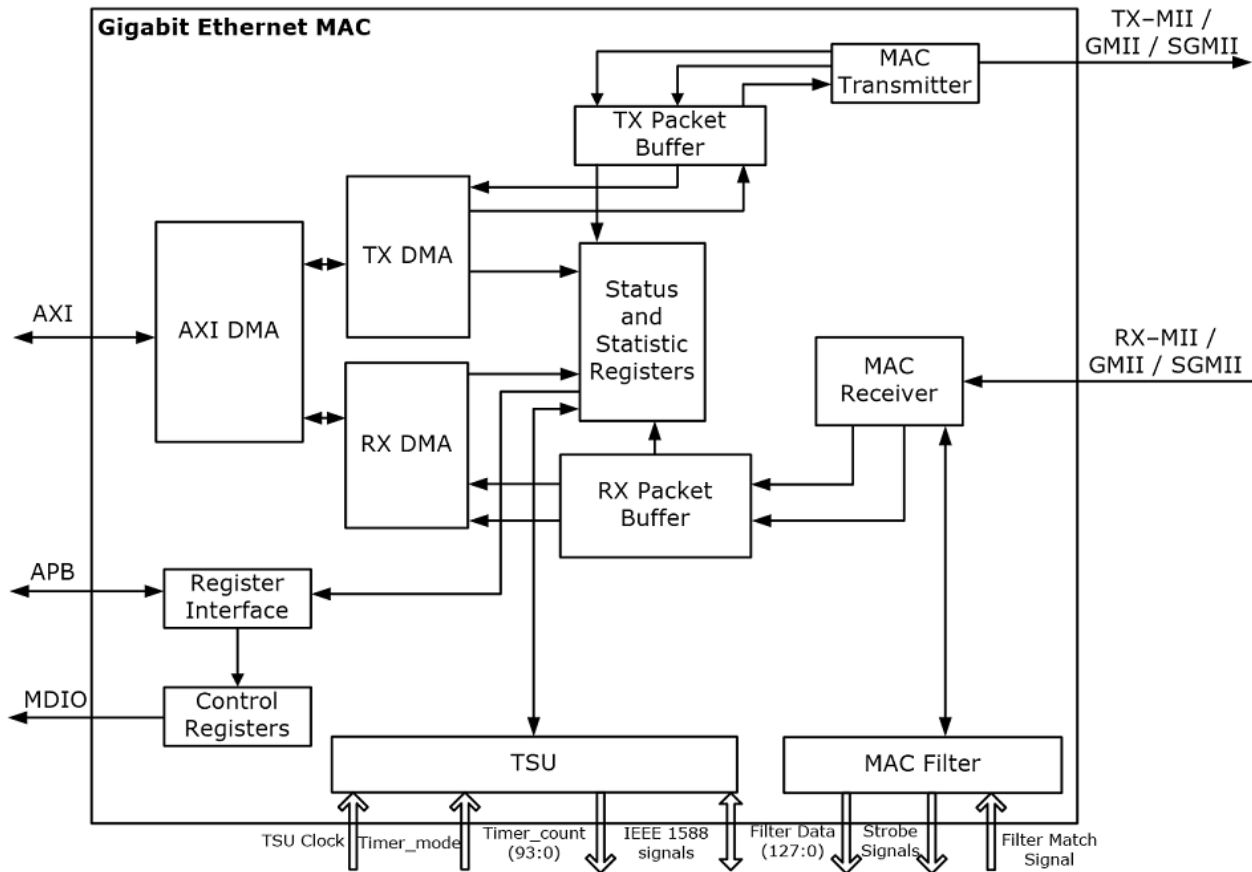 Gigabit Ethernet MAC
TX–MII /
GMII / SGMII
MAC
Transmitter
TX Packet
Buffer
TX DMA
AXI
AXI DMA
Status
and
Statistic
Registers
RX–MII /
GMII / SGMII
MAC
Receiver
RX DMA
RX Packet
Buffer
APB
Register
Interface
MDIO
Control
Registers
TSU
MAC Filter
TSU Clock
Timer_mode
Timer_count
(93:0)
IEEE 1588
signals
Filter Data
(127:0)
Strobe
Signals
Filter Match
Signal